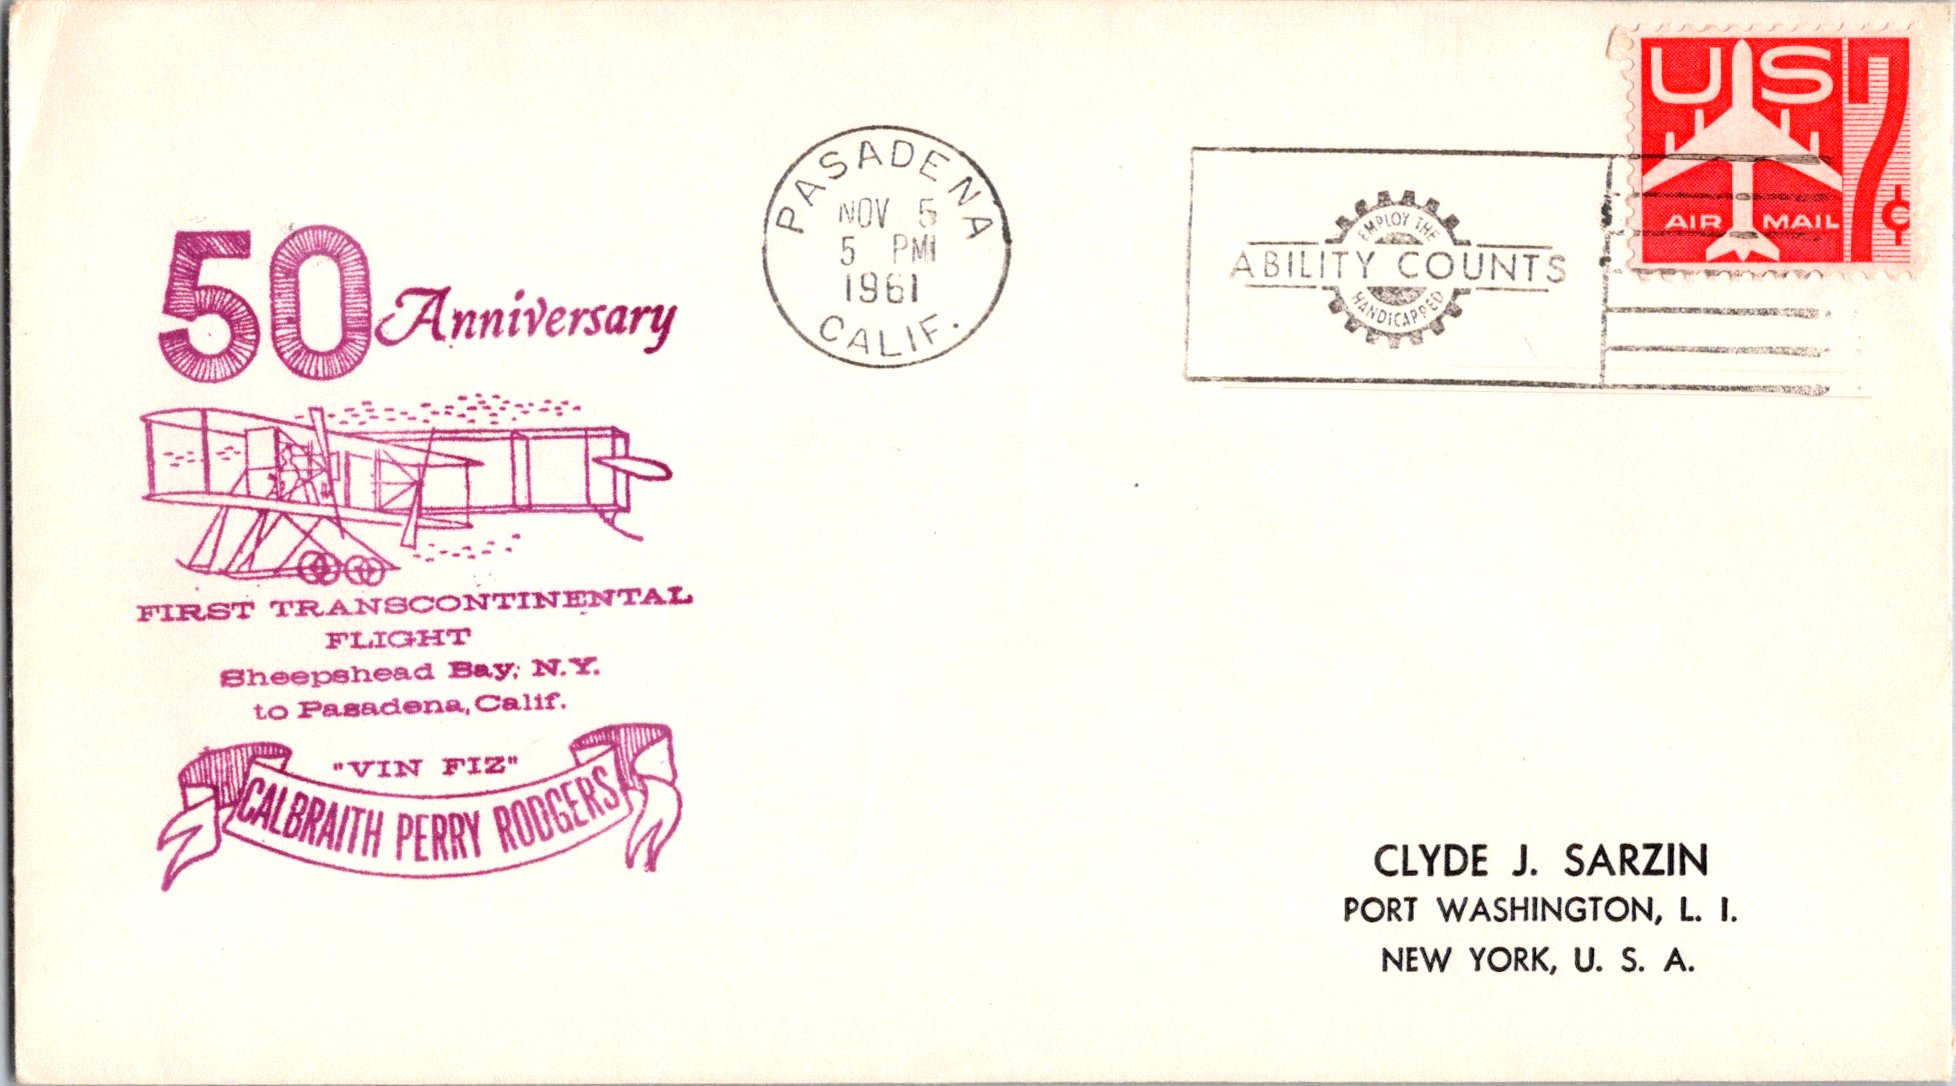 50 Anniversary
FIRST TRANSCONTINENTAL
FLIGHT
Sheepshead Bay, N.Y.
to Pasadena, Calif.
"VIN FIZ"
CALBRAITH PERRY RODGERS
PASADENA
NOV 5
5 PM
1961
CALIF.
EMPLOY THE
ABILITY COUNTS
HANDICAPPED
US 7¢
AIR MAIL
CLYDE J. SARZIN
PORT WASHINGTON, L. I.
NEW YORK, U. S. A.